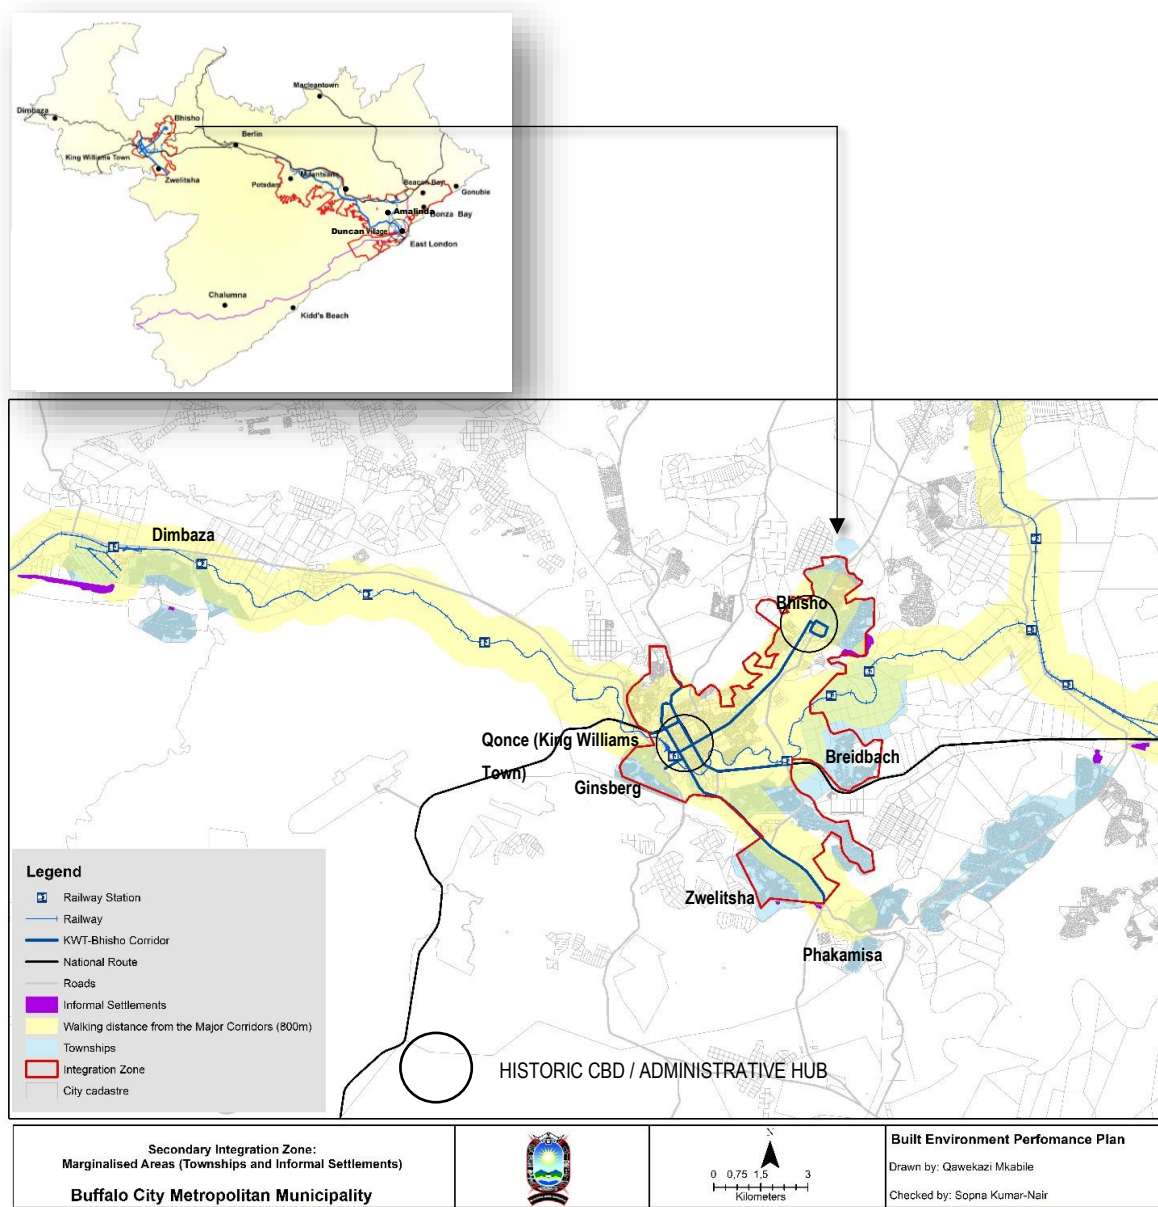 Macleantown
Dimbaza
Bhisho
Berlin
King Williams Town
Zwelitsha
Potsdam
Mdantsane
Beacon Bay
Gonubie
Amalinda
Bonza Bay
Duncan Village
East London
Chalumna
Kidd's Beach
Dimbaza
Bhisho
Qonce (King Williams
Town)
Breidbach
Ginsberg
Zwelitsha
Phakamisa
Legend
Railway Station
Railway
KWT-Bhisho Corridor
National Route
Roads
Informal Settlements
Walking distance from the Major Corridors (800m)
Townships
Integration Zone
City cadastre
HISTORIC CBD / ADMINISTRATIVE HUB
Secondary Integration Zone:
Marginalised Areas (Townships and Informal Settlements)
Buffalo City Metropolitan Municipality
N
0 0,75 1,5 3
Kilometers
Built Environment Perfomance Plan
Drawn by: Qawekazi Mkabile
Checked by: Sopna Kumar-Nair